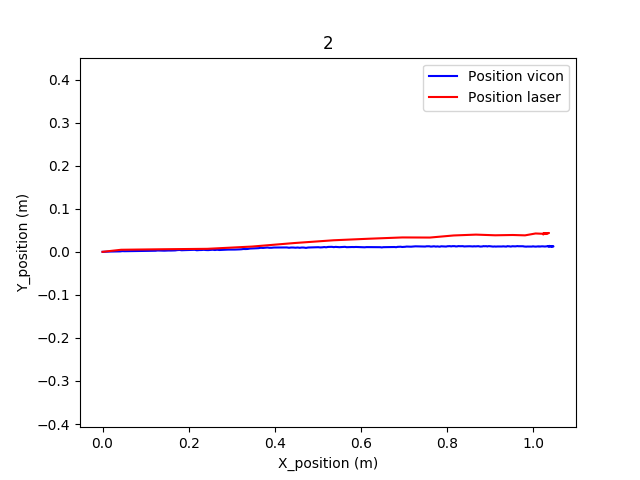 2
Position vicon
Position laser
0.4
0.3
0.2
0.1
0.0
−0.1
−0.2
−0.3
−0.4
Y_position (m)
0.0 0.2 0.4 0.6 0.8 1.0
X_position (m)